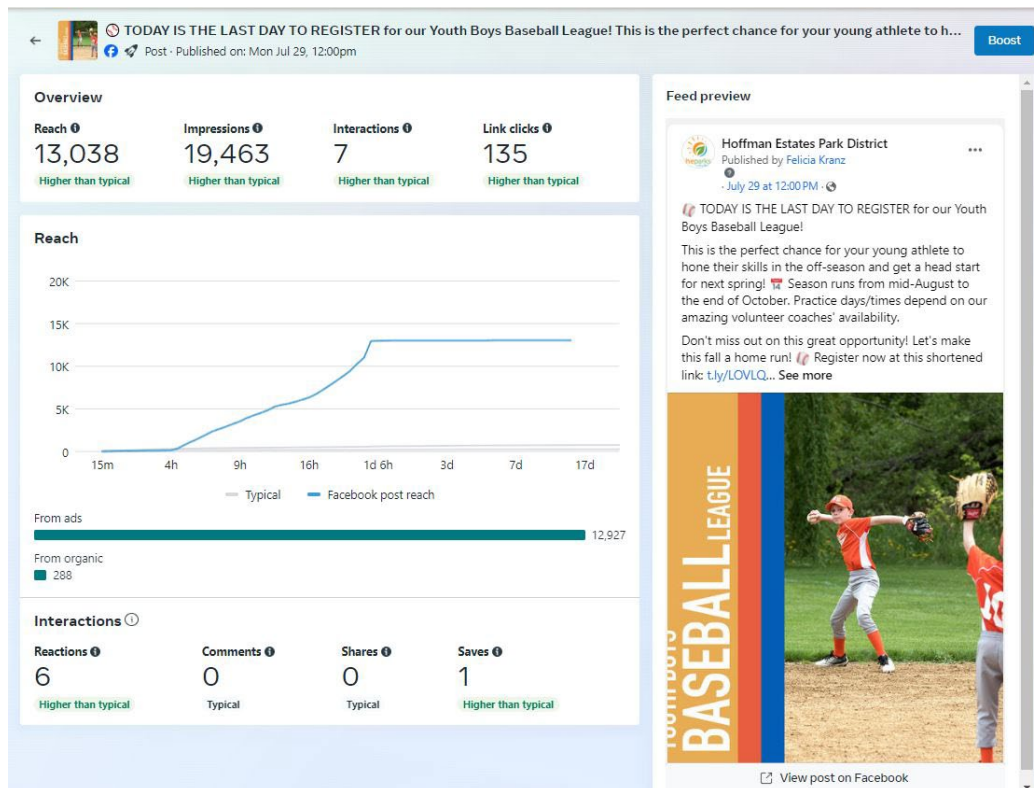 TODAY IS THE LAST DAY TO REGISTER for our Youth Boys Baseball League! This is the perfect chance for your young athlete to h...
Post · Published on: Mon Jul 29, 12:00pm
Boost
Overview
Reach Impressions Interactions Link clicks
13,038 19,463 7 135
Higher than typical Higher than typical Higher than typical Higher than typical
Reach
20K
15K
10K
5K
0
15m 4h 9h 16h 1d 6h 3d 7d 17d
Typical Facebook post reach
From ads
12,927
From organic
288
Interactions
Reactions Comments Shares Saves
6 0 0 1
Higher than typical Typical Typical Higher than typical
Feed preview
Hoffman Estates Park District
Published by Felicia Kranz
· July 29 at 12:00 PM ·
TODAY IS THE LAST DAY TO REGISTER for our Youth
Boys Baseball League!
This is the perfect chance for your young athlete to
hone their skills in the off-season and get a head start
for next spring! Season runs from mid-August to
the end of October. Practice days/times depend on our
amazing volunteer coaches' availability.
Don't miss out on this great opportunity! Let's make
this fall a home run! Register now at this shortened
link: t.ly/LOVLQ... See more
YOUTH BOYS
BASEBALL LEAGUE
View post on Facebook